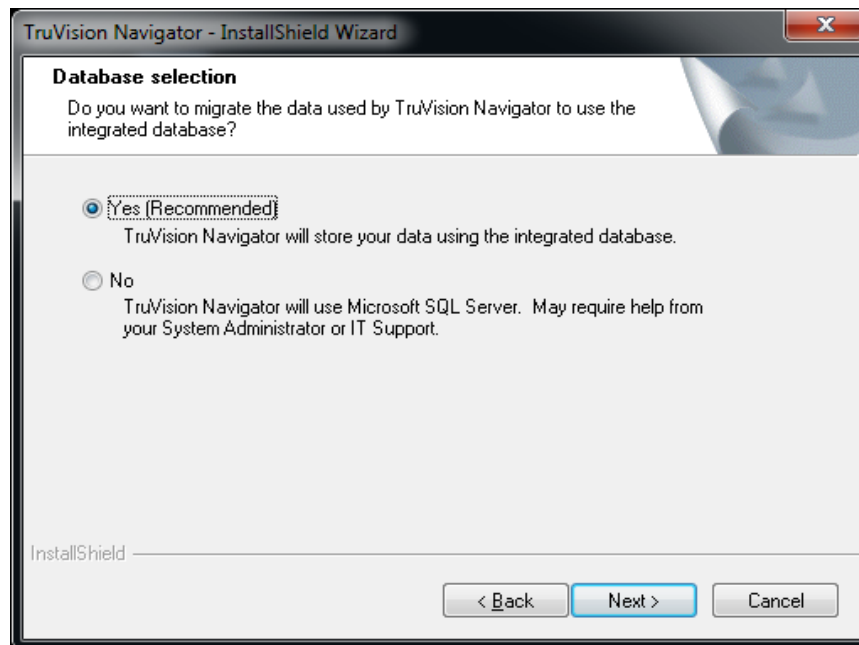 TruVision Navigator - InstallShield Wizard
Database selection
Do you want to migrate the data used by TruVision Navigator to use the
integrated database?
Yes (Recommended)
TruVision Navigator will store your data using the integrated database.
No
TruVision Navigator will use Microsoft SQL Server.  May require help from
your System Administrator or IT Support.
InstallShield
< Back
Next >
Cancel